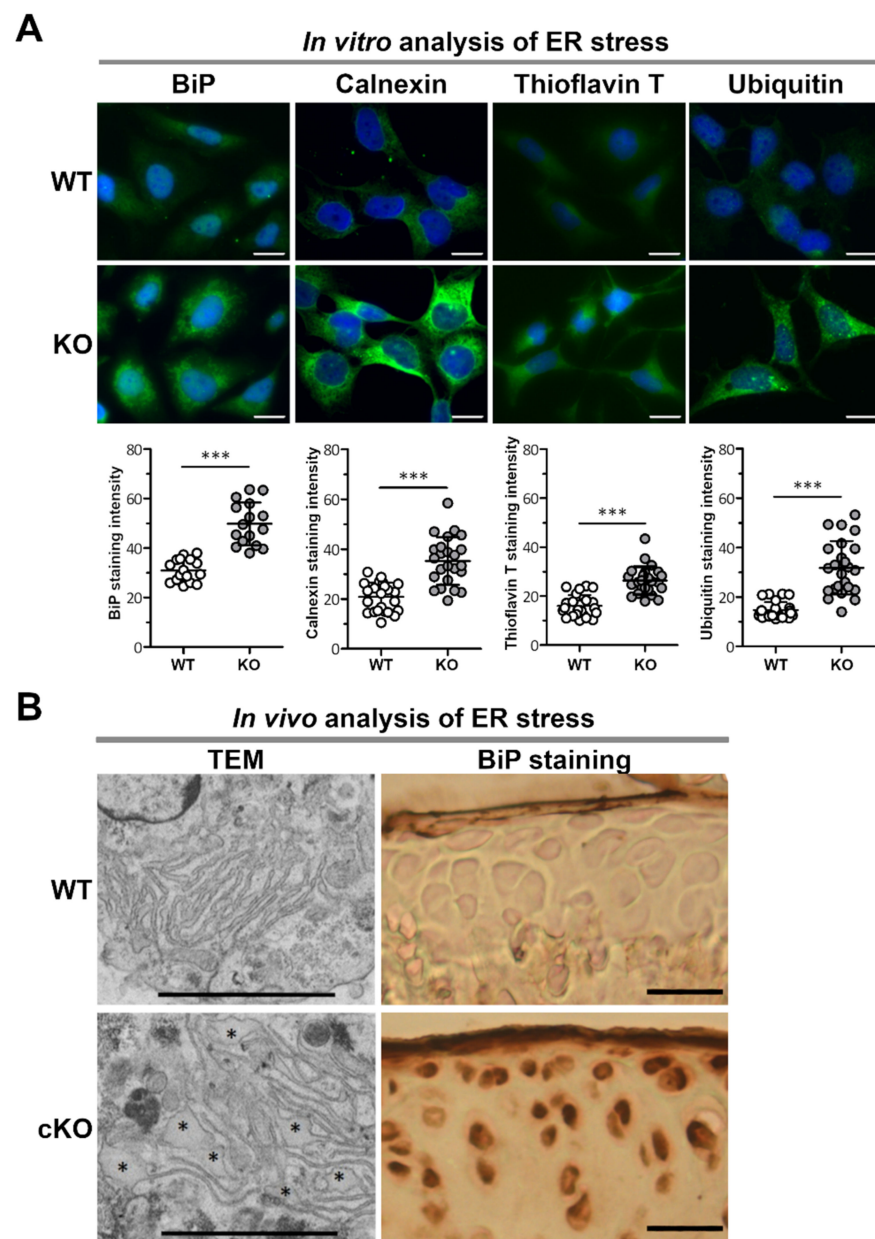 A
In vitro analysis of ER stress
BiP Calnexin Thioflavin T Ubiquitin
WT
KO
BiP staining intensity
80
60
40
20
0
***
WT KO
Calnexin staining intensity
80
60
40
20
0
***
WT KO
Thioflavin T staining intensity
80
60
40
20
0
***
WT KO
Ubiquitin staining intensity
80
60
40
20
0
***
WT KO
B
In vivo analysis of ER stress
TEM BiP staining
WT
cKO
*
*
*
*
*
*
*